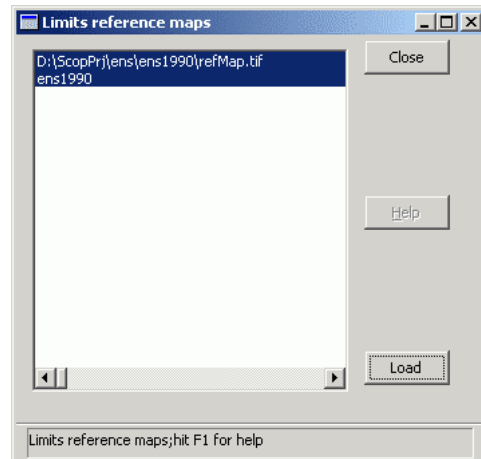 Limits reference maps
D:\ScopPrj\ens\ens1990\refMap.tif
ens1990
Close
Help
Load
Limits reference maps;hit F1 for help